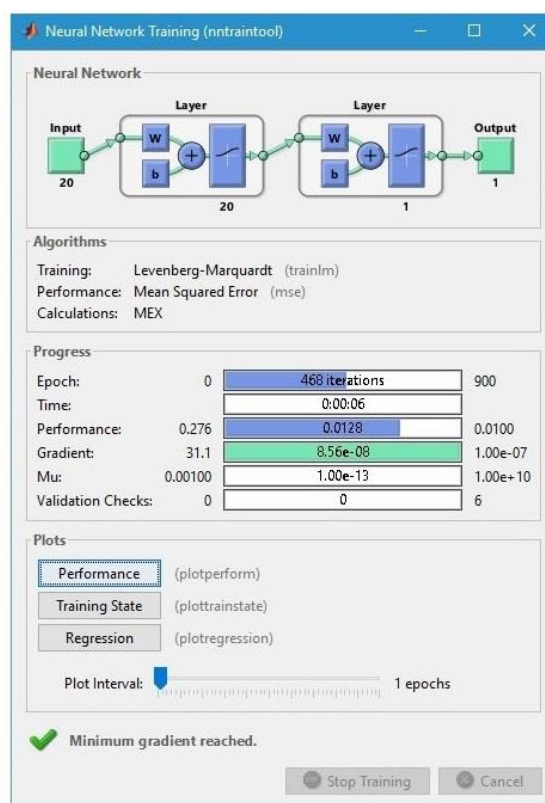 Neural Network Training (nntraintool)
Neural Network
Layer Layer
Input Output
W W
b b
20 1
20 1
Algorithms
Training: Levenberg-Marquardt (trainlm)
Performance: Mean Squared Error (mse)
Calculations: MEX
Progress
Epoch: 0 468 iterations 900
Time: 0:00:06
Performance: 0.276 0.0128 0.0100
Gradient: 31.1 8.56e-08 1.00e-07
Mu: 0.00100 1.00e-13 1.00e+10
Validation Checks: 0 0 6
Plots
Performance (plotperform)
Training State (plottrainstate)
Regression (plotregression)
Plot Interval: 1 epochs
Minimum gradient reached.
Stop Training Cancel